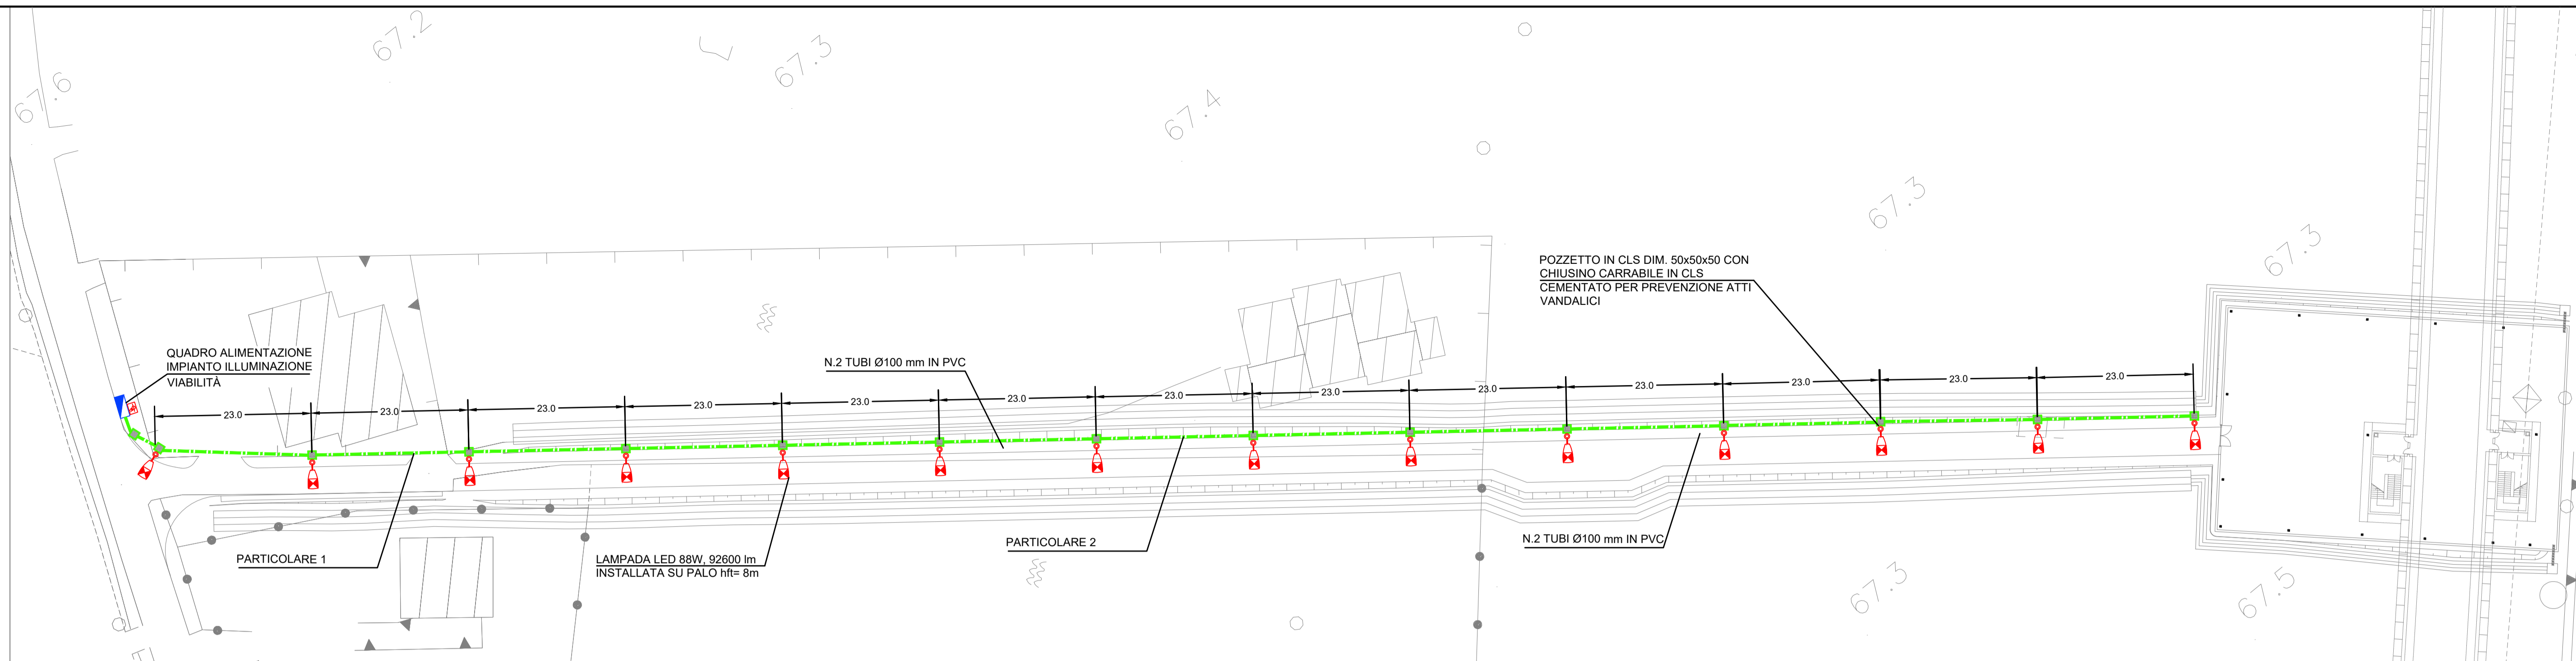 67.2
67.3
67.6
67.4
67.3
67.3
POZZETTO IN CLS DIM. 50x50x50 CON
CHIUSINO CARRABILE IN CLS
CEMENTATO PER PREVENZIONE ATTI
VANDALICI
QUADRO ALIMENTAZIONE
IMPIANTO ILLUMINAZIONE
VIABILITÀ
N.2 TUBI Ø100 mm IN PVC
23.0
23.0
23.0
23.0
23.0
23.0
23.0
23.0
23.0
23.0
23.0
23.0
23.0
PARTICOLARE 1
LAMPADA LED 88W, 92600 lm
INSTALLATA SU PALO hft= 8m
PARTICOLARE 2
N.2 TUBI Ø100 mm IN PVC
67.3
67.5